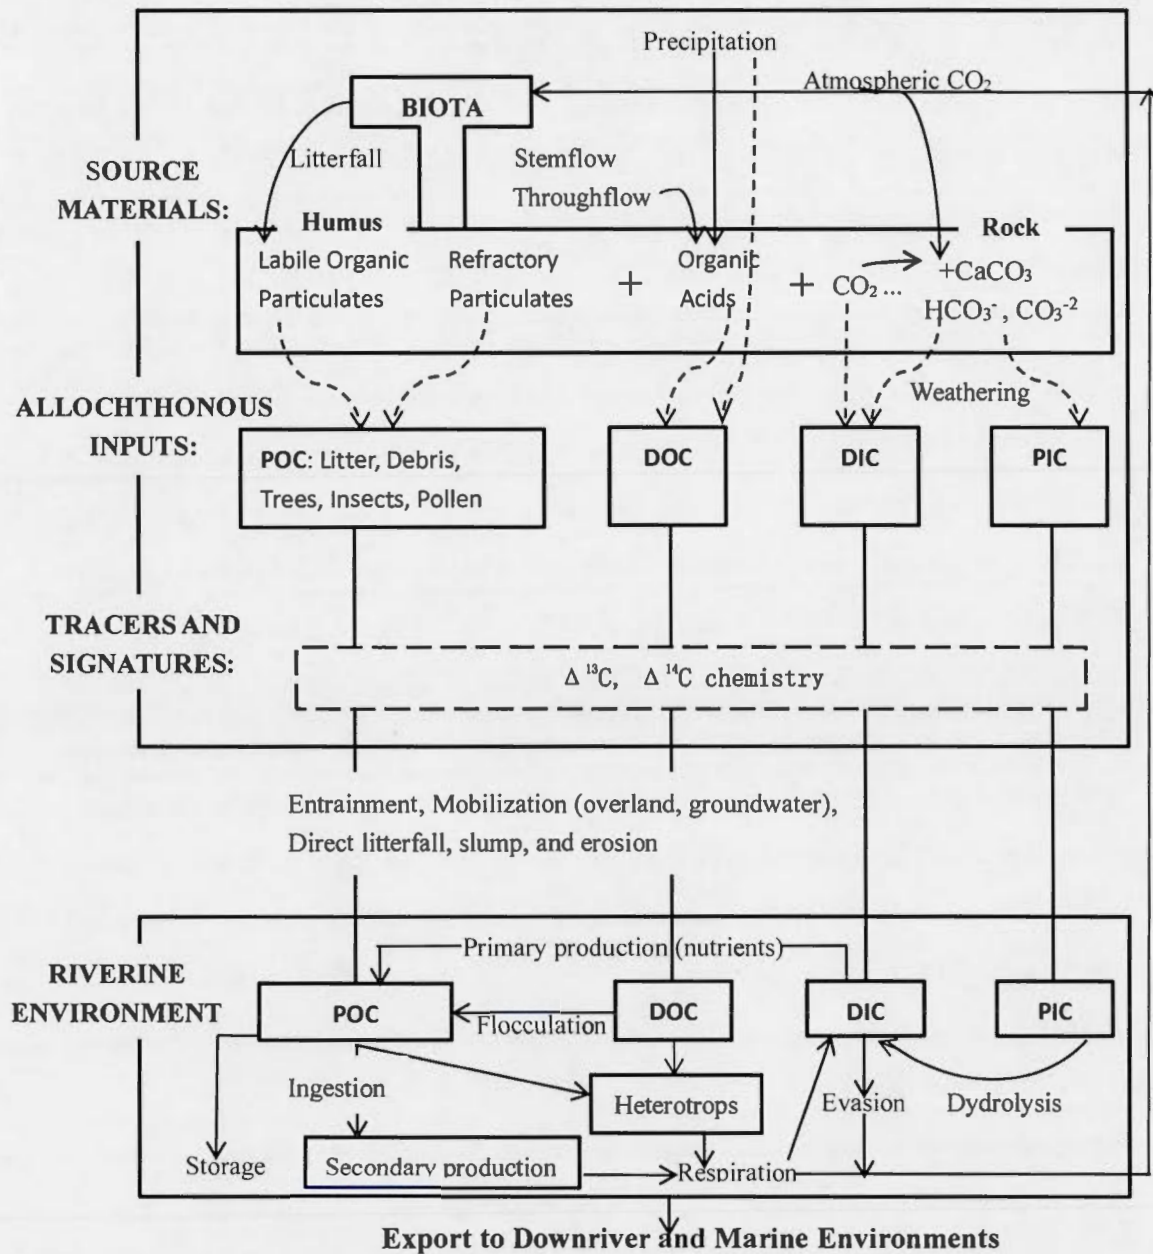 Precipitation
Atmospheric CO₂
BIOTA
Litterfall
Stemflow
Throughflow
SOURCE
MATERIALS:
Humus
Rock
Labile Organic
Particulates
Refractory
Particulates
+
Organic
Acids
+
CO₂ ...
+CaCO₃
HCO₃⁻, CO₃⁻²
Weathering
ALLOCHTHONOUS
INPUTS:
POC: Litter, Debris,
Trees, Insects, Pollen
DOC
DIC
PIC
TRACERS AND
SIGNATURES:
Δ ¹³C, Δ ¹⁴C chemistry
Entrainment, Mobilization (overland, groundwater),
Direct litterfall, slump, and erosion
RIVERINE
ENVIRONMENT
Primary production (nutrients)
POC
Flocculation
DOC
DIC
PIC
Ingestion
Heterotrops
Evasion
Dydrolysis
Storage
Secondary production
Respiration
Export to Downriver and Marine Environments